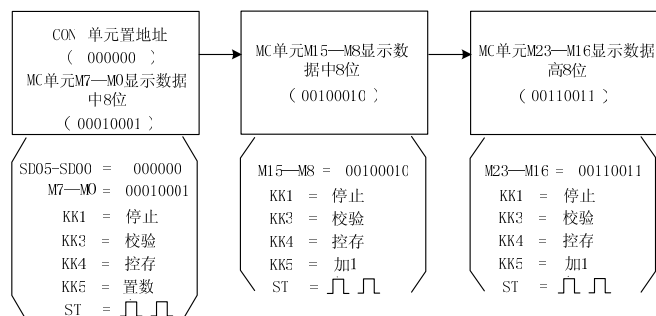 CON 单元置地址
( 000000 )
MC单元M7—M0显示数据
中8位
( 00010001 )
MC单元M15—M8显示数
据中8位
( 00100010 )
MC单元M23—M16显示数据
高8位
( 00110011 )
SD05-SD00 = 000000
M7—M0 = 00010001
KK1 = 停止
KK3 = 校验
KK4 = 控存
KK5 = 置数
ST =
M15—M8 = 00100010
KK1 = 停止
KK3 = 校验
KK4 = 控存
KK5 = 加1
ST =
M23—M16 = 00110011
KK1 = 停止
KK3 = 校验
KK4 = 控存
KK5 = 加1
ST =